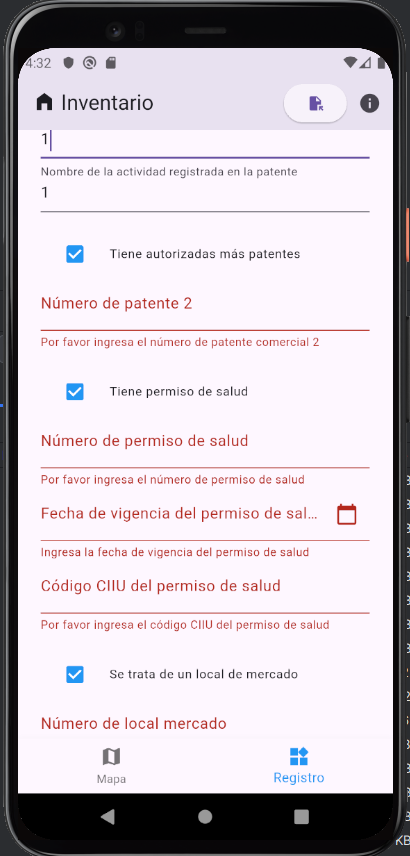 4:32
Inventario
1
Nombre de la actividad registrada en la patente
1
Tiene autorizadas más patentes
Número de patente 2
Por favor ingresa el número de patente comercial 2
Tiene permiso de salud
Número de permiso de salud
Por favor ingresa el número de permiso de salud
Fecha de vigencia del permiso de sal...
Ingresa la fecha de vigencia del permiso de salud
Código CIIU del permiso de salud
Por favor ingresa el código CIIU del permiso de salud
Se trata de un local de mercado
Número de local mercado
Mapa
Registro
KB